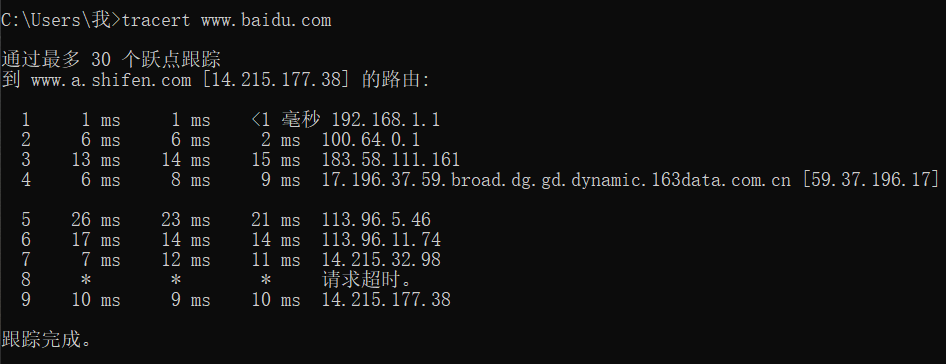 C:\Users\我>tracert www.baidu.com
通过最多 30 个跃点跟踪
到 www.a.shifen.com [14.215.177.38] 的路由:
1 1 ms 1 ms <1 毫秒 192.168.1.1
2 6 ms 6 ms 2 ms 100.64.0.1
3 13 ms 14 ms 15 ms 183.58.111.161
4 6 ms 8 ms 9 ms 17.196.37.59.broad.dg.gd.dynamic.163data.com.cn [59.37.196.17]
5 26 ms 23 ms 21 ms 113.96.5.46
6 17 ms 14 ms 14 ms 113.96.11.74
7 7 ms 12 ms 11 ms 14.215.32.98
8 * * * 请求超时。
9 10 ms 9 ms 10 ms 14.215.177.38
跟踪完成。